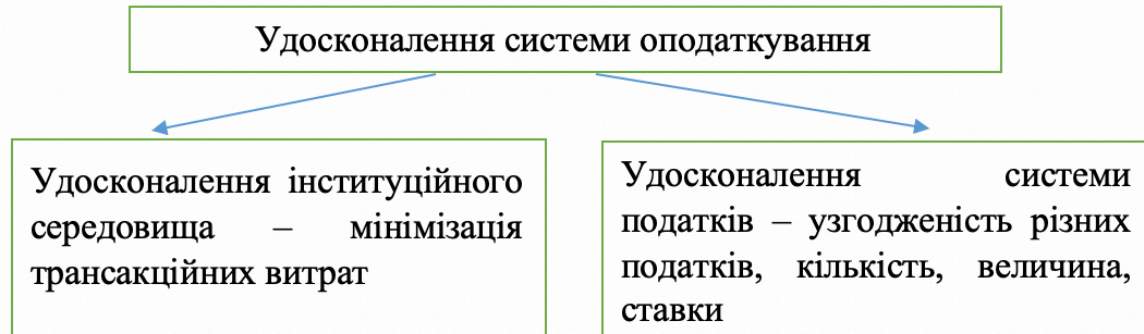 Удосконалення системи оподаткування
Удосконалення інституційного
середовища – мінімізація
трансакційних витрат
Удосконалення системи
податків – узгодженість різних
податків, кількість, величина,
ставки